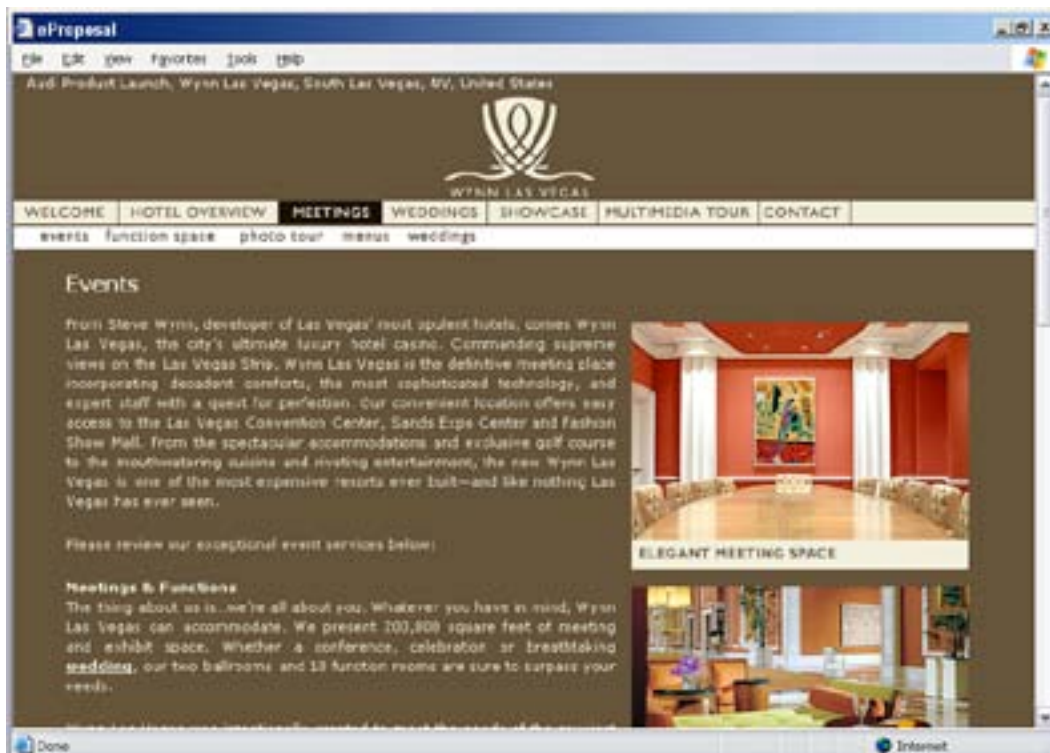 eProposal
File Edit View Favorites Tools Help
Audi Product Launch, Wynn Las Vegas, South Las Vegas, NV, United States
WYNN LAS VEGAS
WELCOME HOTEL OVERVIEW MEETINGS WEDDINGS SHOWCASE MULTIMEDIA TOUR CONTACT
events function space photo tour menus weddings
Events
From Steve Wynn, developer of Las Vegas' most opulent hotels, comes Wynn
Las Vegas, the city's ultimate luxury hotel casino. Commanding supreme
views on the Las Vegas Strip, Wynn Las Vegas is the definitive meeting place
incorporating decadent comforts, the most sophisticated technology, and
expert staff with a quest for perfection. Our convenient location offers easy
access to the Las Vegas Convention Center, Sands Expo Center and Fashion
Show Mall. From the spectacular accommodations and exclusive golf course
to the mouthwatering cuisine and riveting entertainment, the new Wynn Las
Vegas is one of the most expensive resorts ever built—and like nothing Las
Vegas has ever seen.
Please review our exceptional event services below:
Meetings & Functions
The thing about us is...we're all about you. Whatever you have in mind, Wynn
Las Vegas can accommodate. We present square feet of meeting
and exhibit space. Whether a conference, celebration or breathtaking
wedding, our two ballrooms and function rooms are sure to surpass your
needs.
ELEGANT MEETING SPACE
Done Internet